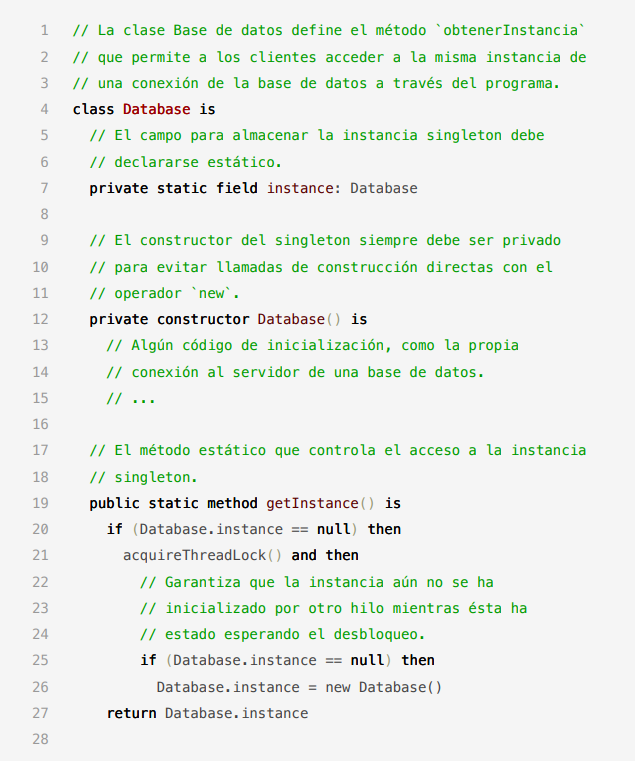 1 // La clase Base de datos define el método `obtenerInstancia`
2 // que permite a los clientes acceder a la misma instancia de
3 // una conexión de la base de datos a través del programa.
4 class Database is
5 // El campo para almacenar la instancia singleton debe
6 // declararse estático.
7 private static field instance: Database
8
9 // El constructor del singleton siempre debe ser privado
10 // para evitar llamadas de construcción directas con el
11 // operador `new`.
12 private constructor Database() is
13 // Algún código de inicialización, como la propia
14 // conexión al servidor de una base de datos.
15 // ...
16
17 // El método estático que controla el acceso a la instancia
18 // singleton.
19 public static method getInstance() is
20 if (Database.instance == null) then
21 acquireThreadLock() and then
22 // Garantiza que la instancia aún no se ha
23 // inicializado por otro hilo mientras ésta ha
24 // estado esperando el desbloqueo.
25 if (Database.instance == null) then
26 Database.instance = new Database()
27 return Database.instance
28